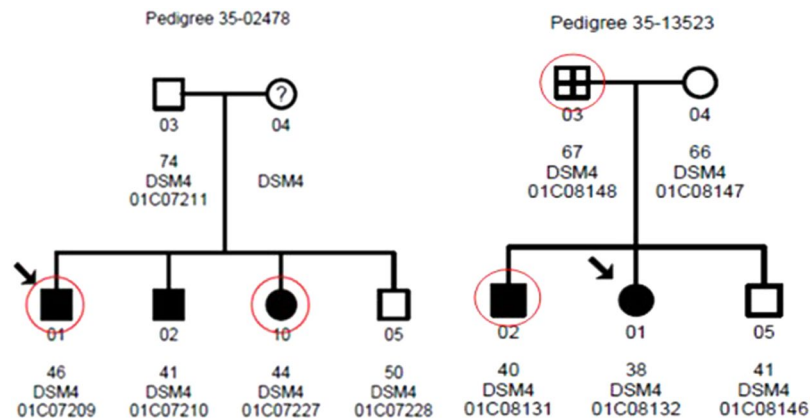 Pedigree 35-02478
?
03 04
74
DSM4 DSM4
01C07211
01 02 10 05
46 41 44 50
DSM4 DSM4 DSM4 DSM4
01C07209 01C07210 01C07227 01C07228
Pedigree 35-13523
03 04
67 66
DSM4 DSM4
01C08148 01C08147
02 01 05
40 38 41
DSM4 DSM4 DSM4
01C08131 01C08132 01C08146